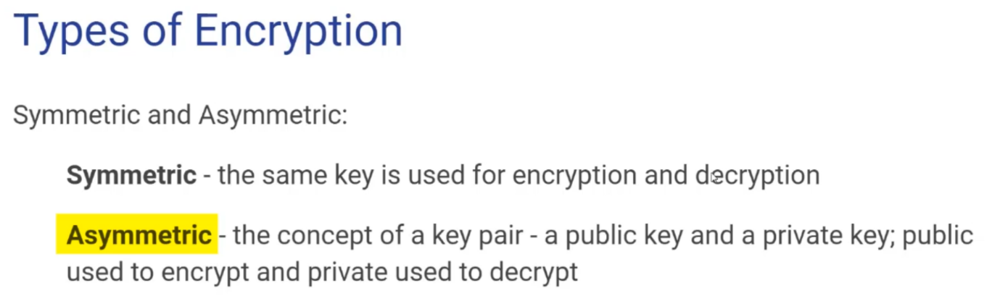 Types of Encryption
Symmetric and Asymmetric:
Symmetric - the same key is used for encryption and decryption
Asymmetric - the concept of a key pair - a public key and a private key; public
used to encrypt and private used to decrypt